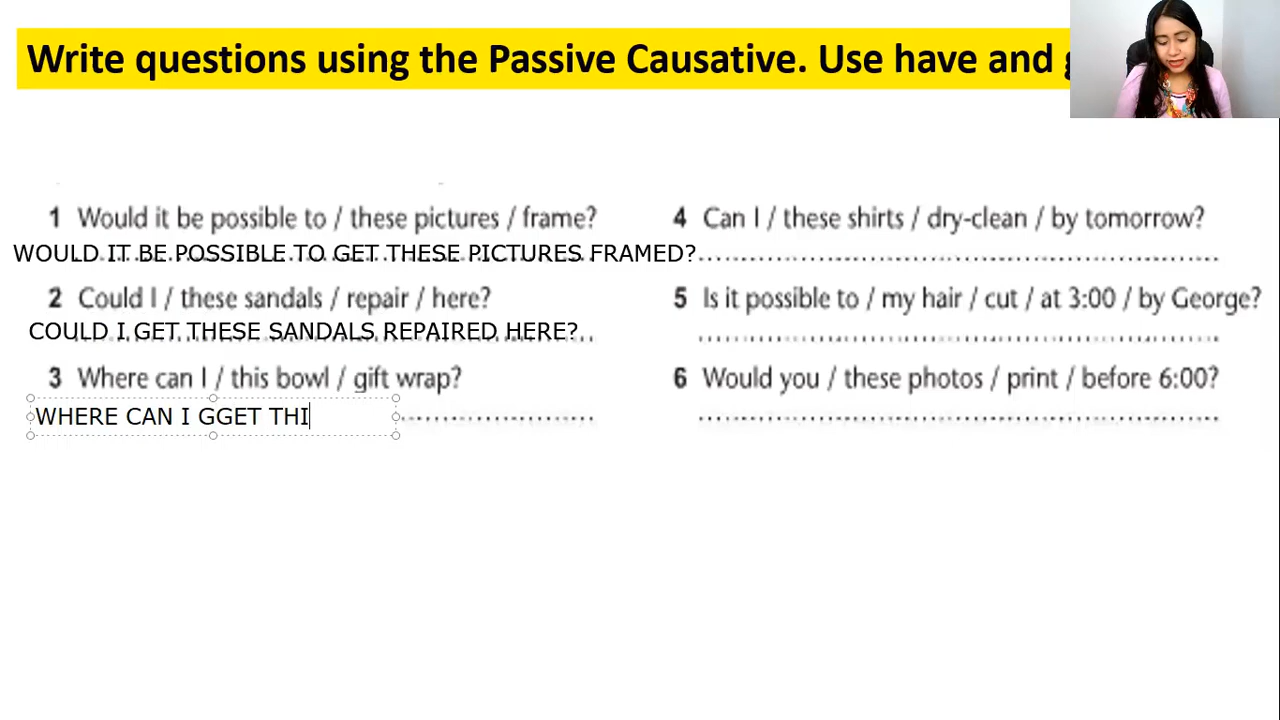 Write questions using the Passive Causative. Use have and
1 Would it be possible to / these pictures / frame?
WOULD IT BE POSSIBLE TO GET THESE PICTURES FRAMED?
2 Could I / these sandals / repair / here?
COULD I GET THESE SANDALS REPAIRED HERE?
3 Where can I / this bowl / gift wrap?
WHERE CAN I GGET THI
4 Can I / these shirts / dry-clean / by tomorrow?
5 Is it possible to / my hair / cut / at 3:00 / by George?
6 Would you / these photos / print / before 6:00?